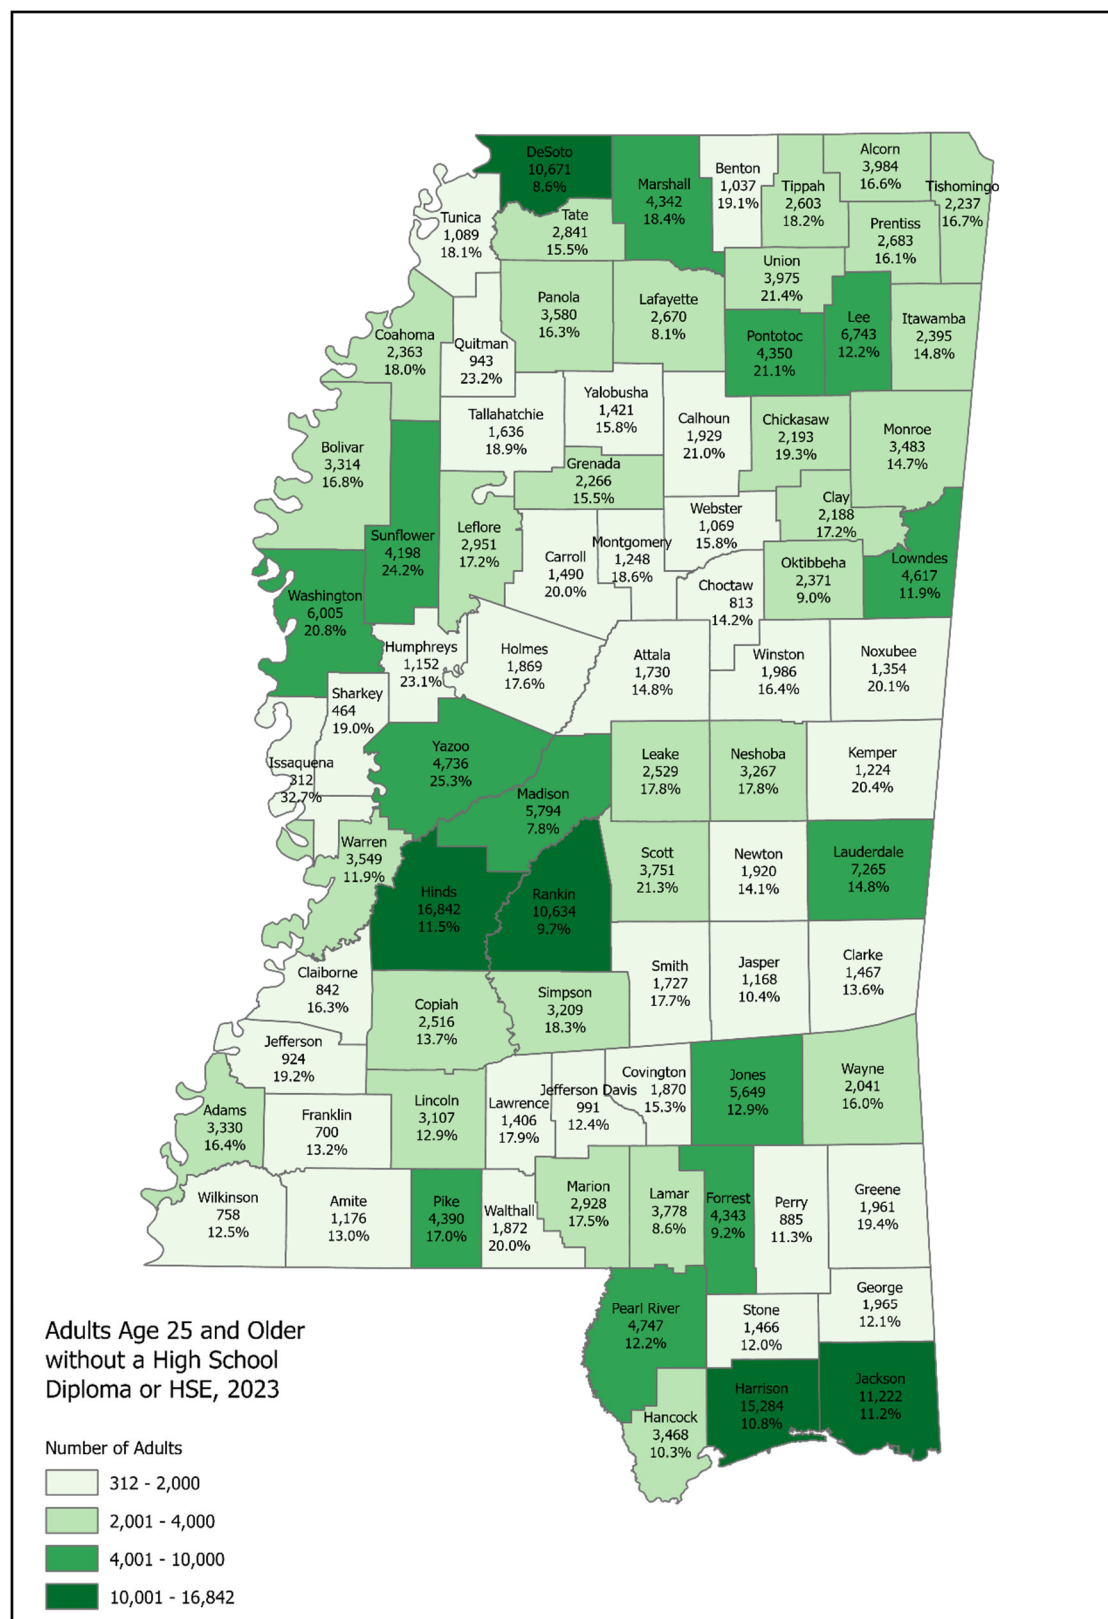 DeSoto
10,671
8.6%
Marshall
4,342
18.4%
Benton
1,037
19.1%
Tippah
2,603
18.2%
Alcorn
3,984
16.6%
Tishomingo
2,237
16.7%
Tunica
1,089
18.1%
Tate
2,841
15.5%
Prentiss
2,683
16.1%
Union
3,975
21.4%
Panola
3,580
16.3%
Lafayette
2,670
8.1%
Pontotoc
4,350
21.1%
Lee
6,743
12.2%
Itawamba
2,395
14.8%
Coahoma
2,363
18.0%
Quitman
943
23.2%
Tallahatchie
1,636
18.9%
Yalobusha
1,421
15.8%
Calhoun
1,929
21.0%
Chickasaw
2,193
19.3%
Monroe
3,483
14.7%
Bolivar
3,314
16.8%
Grenada
2,266
15.5%
Clay
2,188
17.2%
Sunflower
4,198
24.2%
Leflore
2,951
17.2%
Webster
1,069
15.8%
Carroll
1,490
20.0%
Montgomery
1,248
18.6%
Choctaw
813
14.2%
Oktibbeha
2,371
9.0%
Lowndes
4,617
11.9%
Washington
6,005
20.8%
Humphreys
1,152
23.1%
Holmes
1,869
17.6%
Attala
1,730
14.8%
Winston
1,986
16.4%
Noxubee
1,354
20.1%
Sharkey
464
19.0%
Issaquena
312
32.7%
Yazoo
4,736
25.3%
Madison
5,794
7.8%
Leake
2,529
17.8%
Neshoba
3,267
17.8%
Kemper
1,224
20.4%
Warren
3,549
11.9%
Hinds
16,842
11.5%
Rankin
10,634
9.7%
Scott
3,751
21.3%
Newton
1,920
14.1%
Lauderdale
7,265
14.8%
Claiborne
842
16.3%
Copiah
2,516
13.7%
Simpson
3,209
18.3%
Smith
1,727
17.7%
Jasper
1,168
10.4%
Clarke
1,467
13.6%
Jefferson
924
19.2%
Adams
3,330
16.4%
Franklin
700
13.2%
Lincoln
3,107
12.9%
Lawrence
1,406
17.9%
Jefferson Davis
991
12.4%
Covington
1,870
15.3%
Jones
5,649
12.9%
Wayne
2,041
16.0%
Wilkinson
758
12.5%
Amite
1,176
13.0%
Pike
4,390
17.0%
Walthall
1,872
20.0%
Marion
2,928
17.5%
Lamar
3,778
8.6%
Forrest
4,343
9.2%
Perry
885
11.3%
Greene
1,961
19.4%
Pearl River
4,747
12.2%
Stone
1,466
12.0%
George
1,965
12.1%
Hancock
3,468
10.3%
Harrison
15,284
10.8%
Jackson
11,222
11.2%
Adults Age 25 and Older
without a High School
Diploma or HSE, 2023
Number of Adults
312 - 2,000
2,001 - 4,000
4,001 - 10,000
10,001 - 16,842